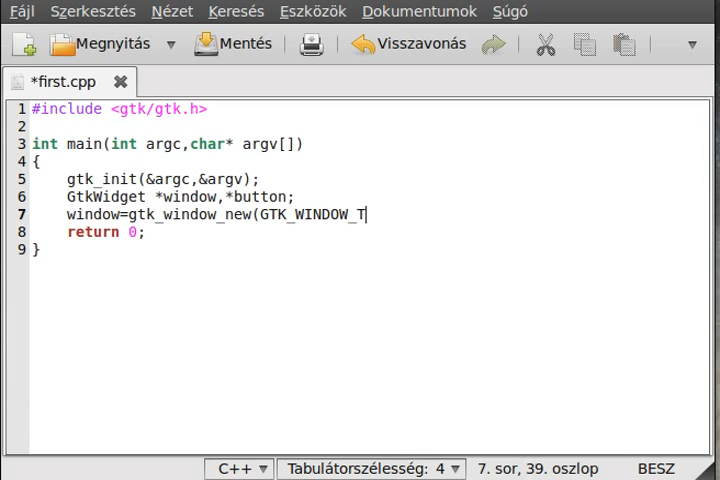 Fájl Szerkesztés Nézet Keresés Eszközök Dokumentumok Súgó
Megnyitás Mentés Visszavonás
*first.cpp
1 #include <gtk/gtk.h>
2
3 int main(int argc,char* argv[])
4 {
5 gtk_init(&argc,&argv);
6 GtkWidget *window,*button;
7 window=gtk_window_new(GTK_WINDOW_T
8 return 0;
9 }
C++ Tabulátorszélesség: 4 7. sor, 39. oszlop BESZ